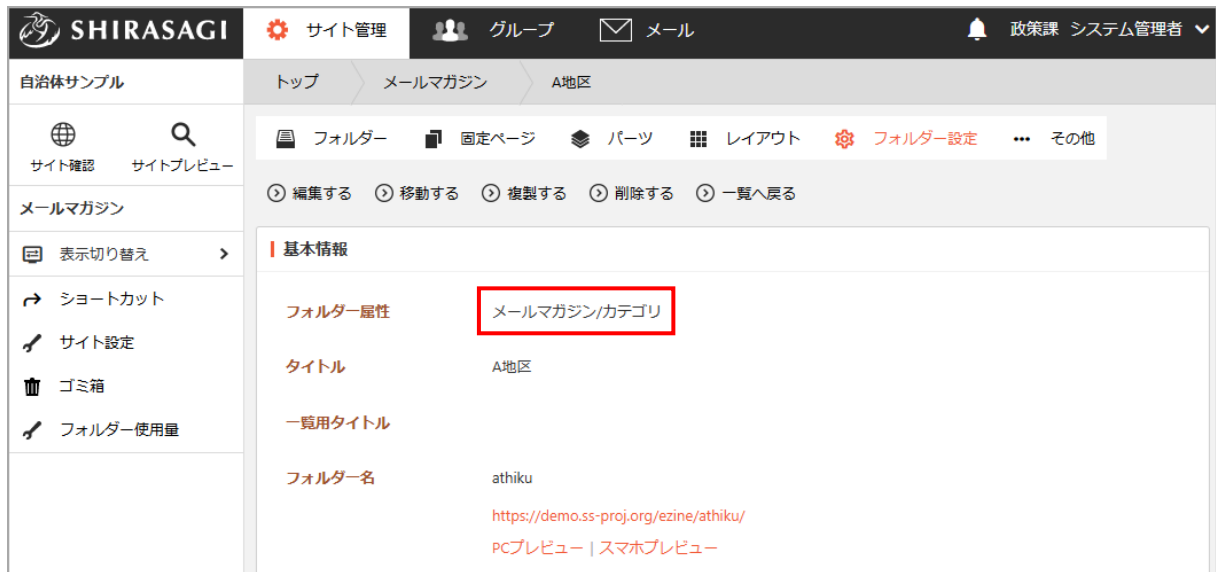 SHIRASAGI サイト管理 グループ メール 政策課 システム管理者
自治体サンプル
トップ メールマガジン A地区
サイト確認 サイトプレビュー
フォルダー 固定ページ パーツ レイアウト フォルダー設定 ••• その他
メールマガジン
編集する 移動する 複製する 削除する 一覧へ戻る
表示切り替え
ショートカット
サイト設定
ゴミ箱
フォルダー使用量
基本情報
フォルダー属性 メールマガジン/カテゴリ
タイトル A地区
一覧用タイトル
フォルダー名 athiku
https://demo.ss-proj.org/ezine/athiku/
PCプレビュー | スマホプレビュー